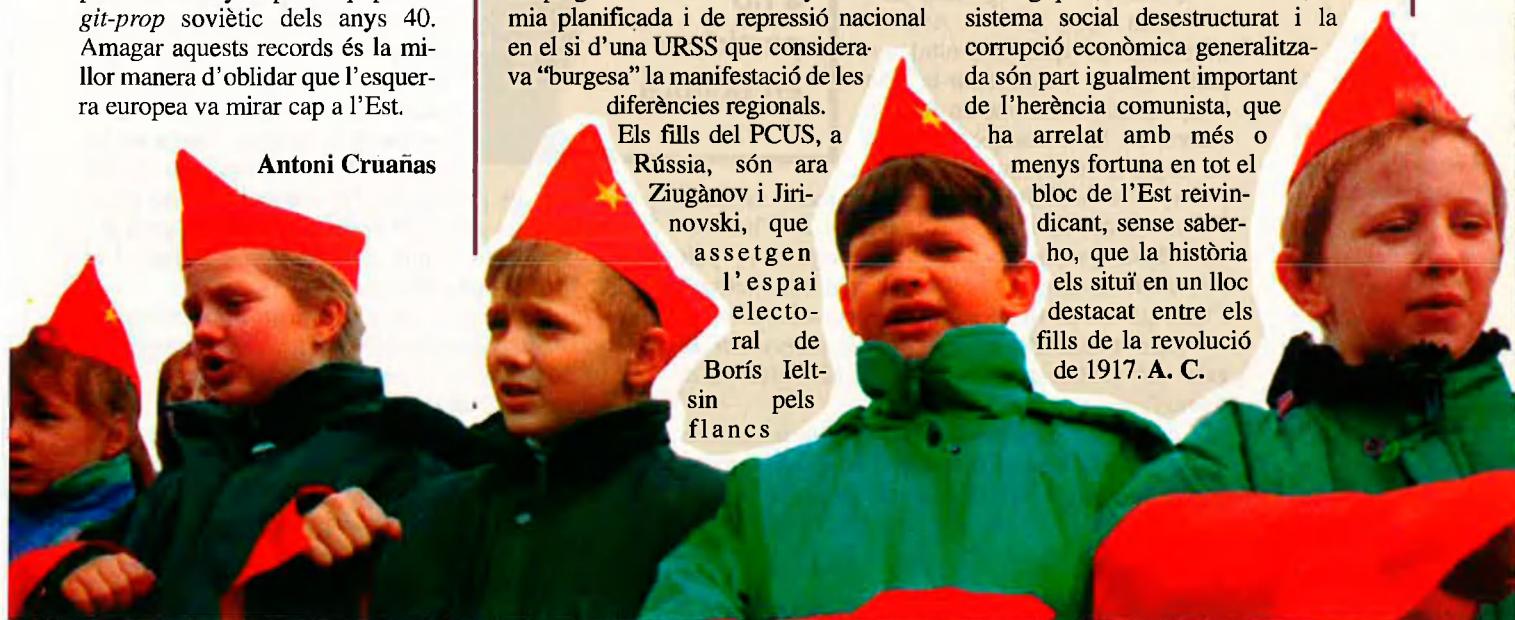 git-prop soviètic dels anys 40.
Amagar aquests records és la mi-
llor manera d'oblidar que l'esquer-
ra europea va mirar cap a l'Est.
Antoni Cruañas
mia planificada i de repressió nacional
en el si d'una URSS que considera-
va "burgesa" la manifestació de les
diferències regionals.
Els fills del PCUS, a
Rússia, són ara
Ziugànov i Jiri-
novski, que
assetgen
l'espai
electo-
ral de
Borís Ielt-
sin pels
flancs
sistema social desestructurat i la
corrupció econòmica generalitza-
da són part igualment important
de l'herència comunista, que
ha arrelat amb més o
menys fortuna en tot el
bloc de l'Est reivin-
dicant, sense saber-
ho, que la història
els situï en un lloc
destacat entre els
fills de la revolució
de 1917. A. C.